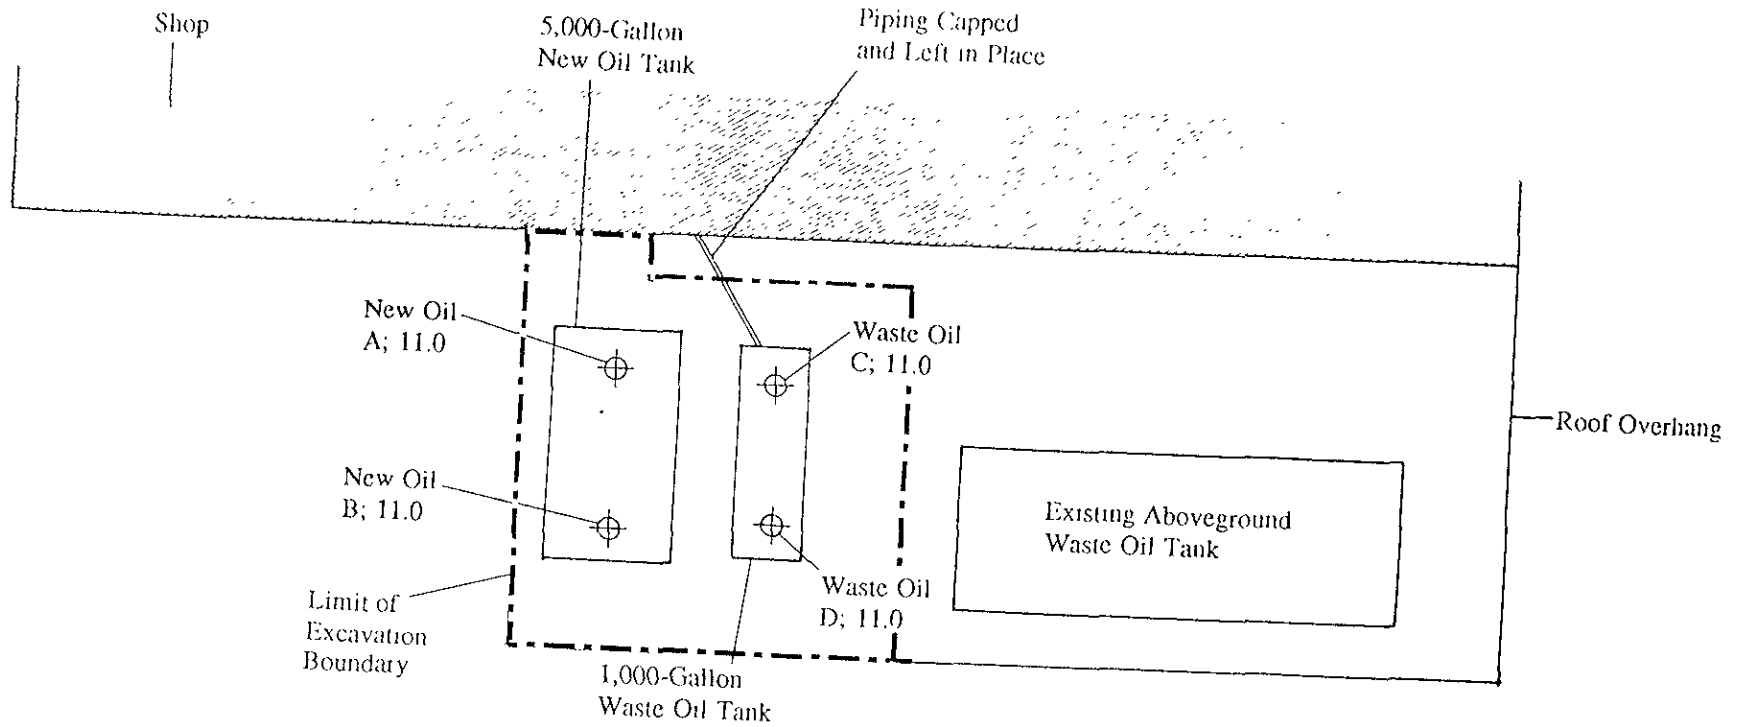 Shop
5,000-Gallon
New Oil Tank
Piping Capped
and Left in Place
New Oil
A; 11.0
Waste Oil
C; 11.0
Roof Overhang
New Oil
B; 11.0
Existing Aboveground
Waste Oil Tank
Waste Oil
D; 11.0
Limit of
Excavation
Boundary
1,000-Gallon
Waste Oil Tank